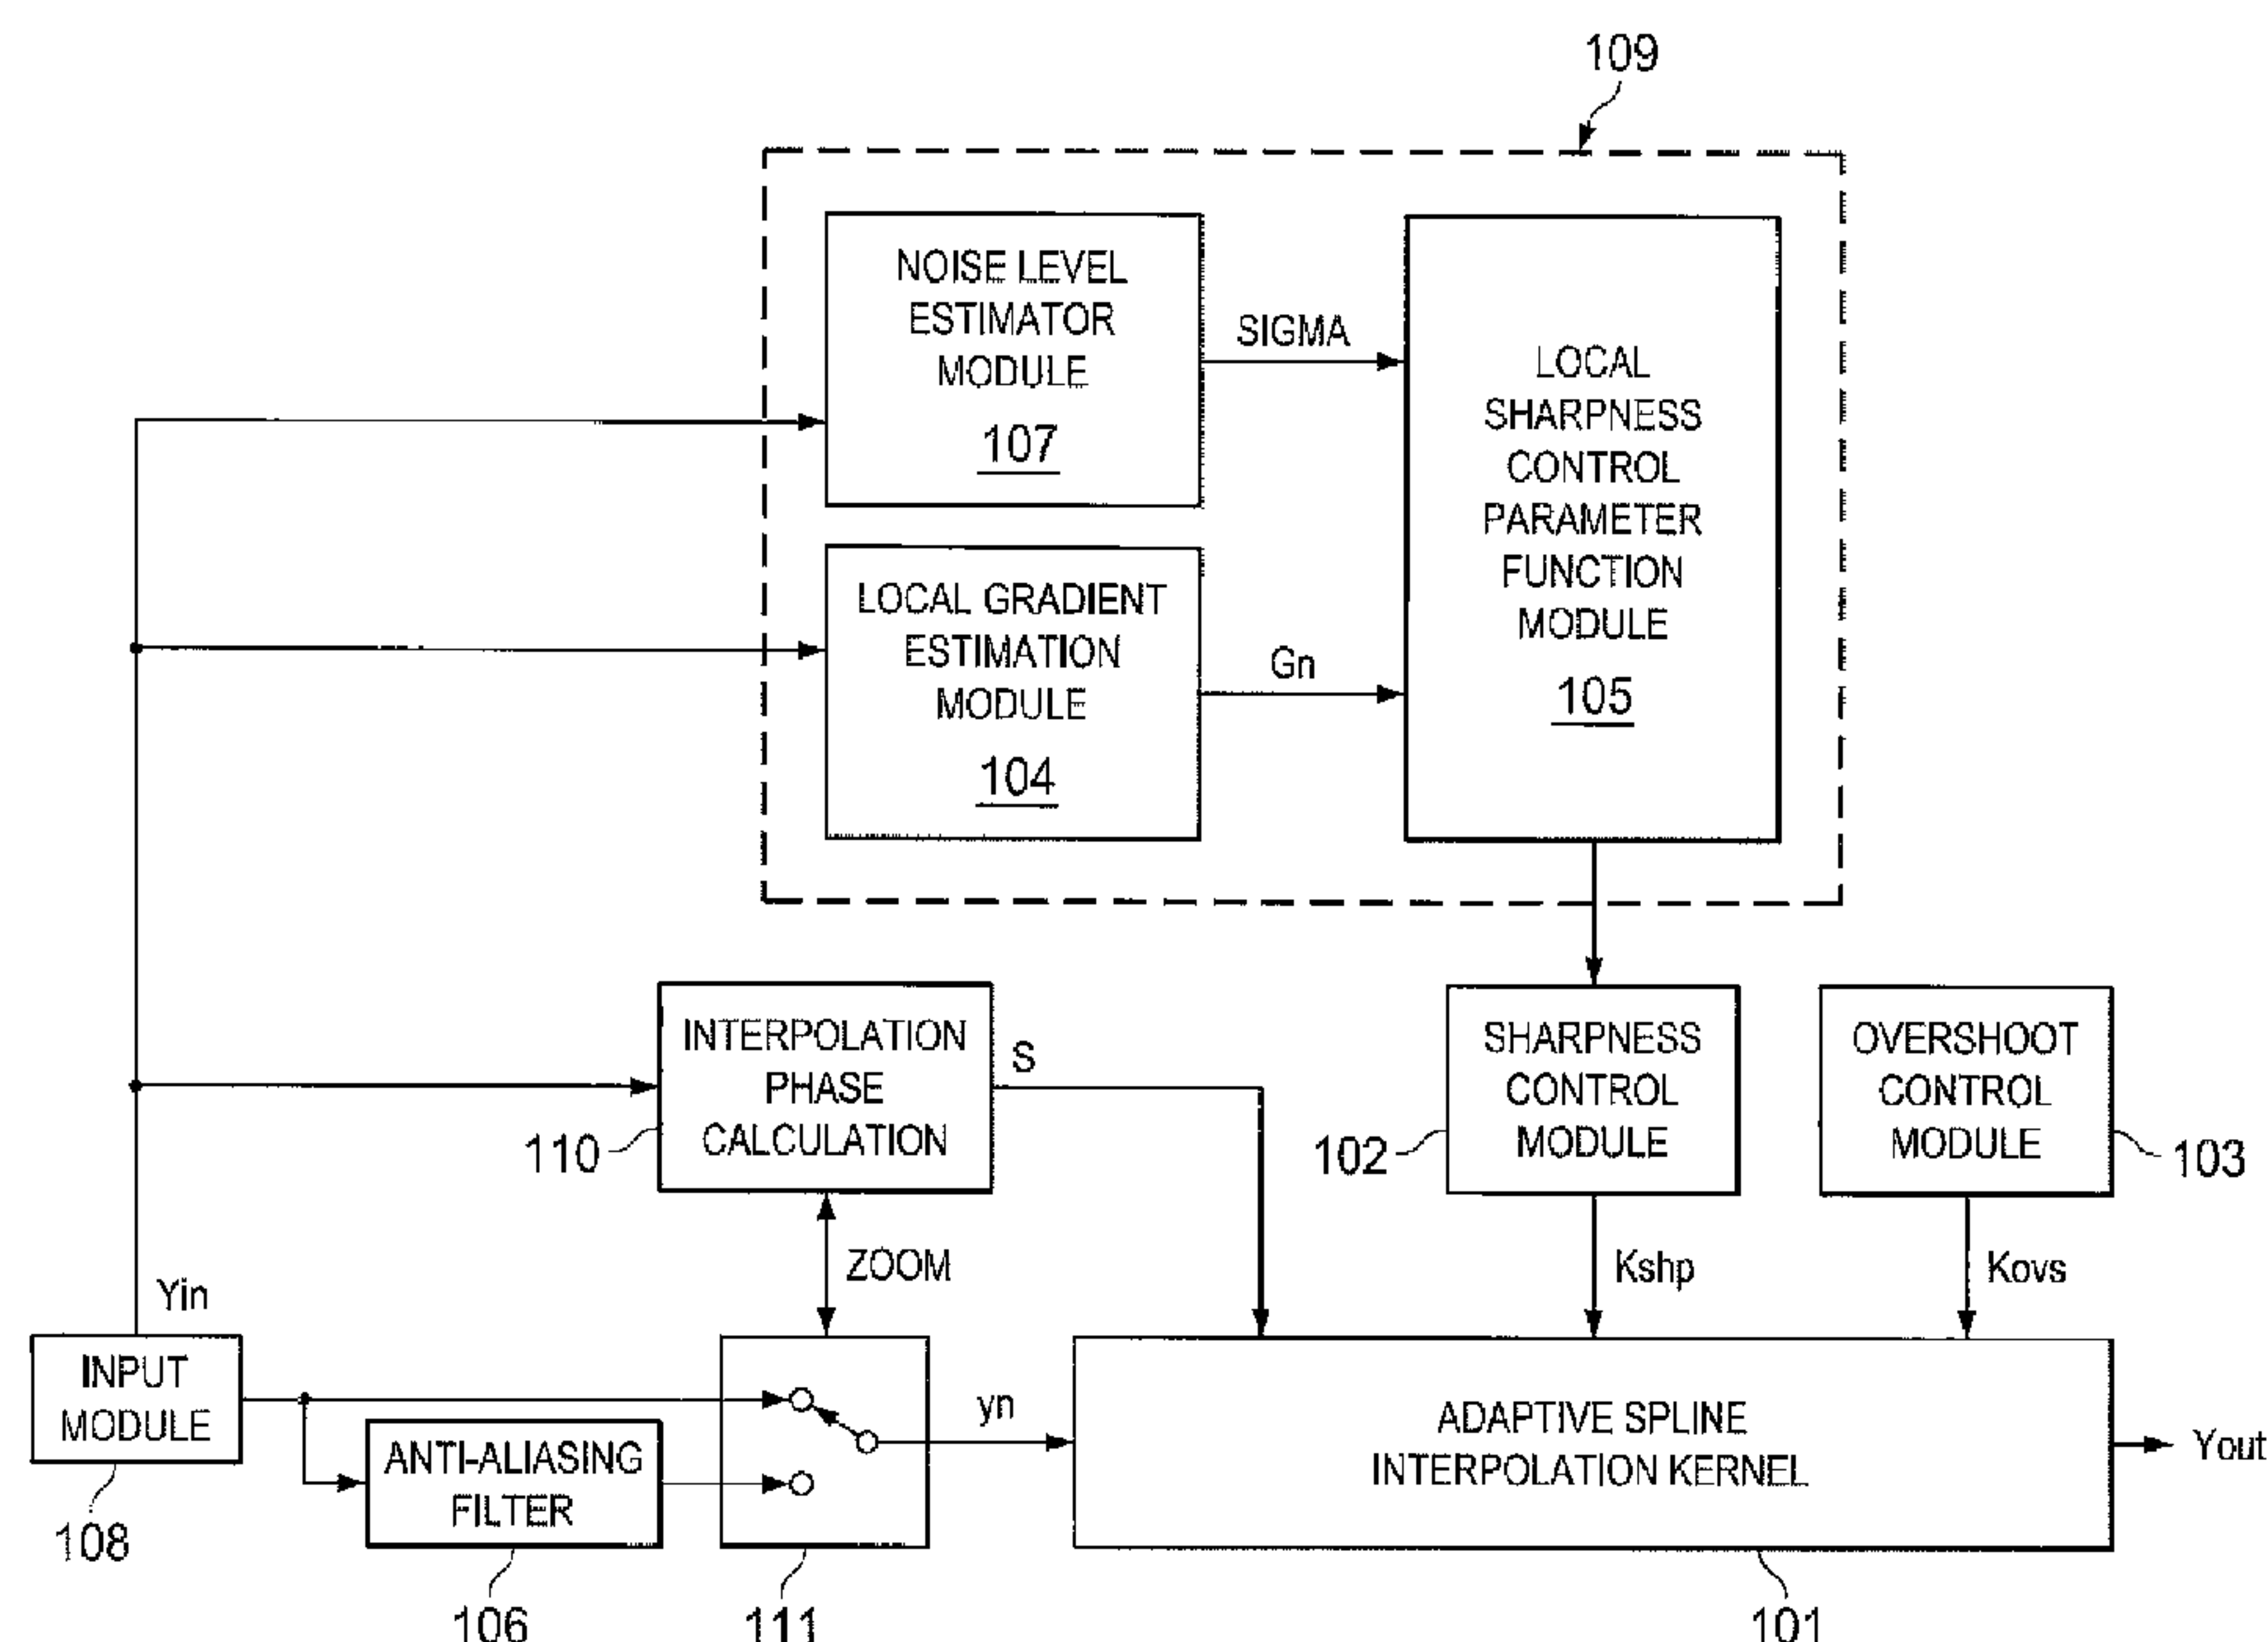 109
NOISE LEVEL
ESTIMATOR
MODULE
107
SIGMA
LOCAL
SHARPNESS
CONTROL
PARAMETER
FUNCTION
MODULE
105
LOCAL GRADIENT
ESTIMATION
MODULE
104
Gn
INTERPOLATION
PHASE
CALCULATION
110
S
SHARPNESS
CONTROL
MODULE
102
OVERSHOOT
CONTROL
MODULE
103
ZOOM
Kshp
Kovs
Yin
INPUT
MODULE
108
ANTI-ALIASING
FILTER
106
111
yn
ADAPTIVE SPLINE
INTERPOLATION KERNEL
101
Yout